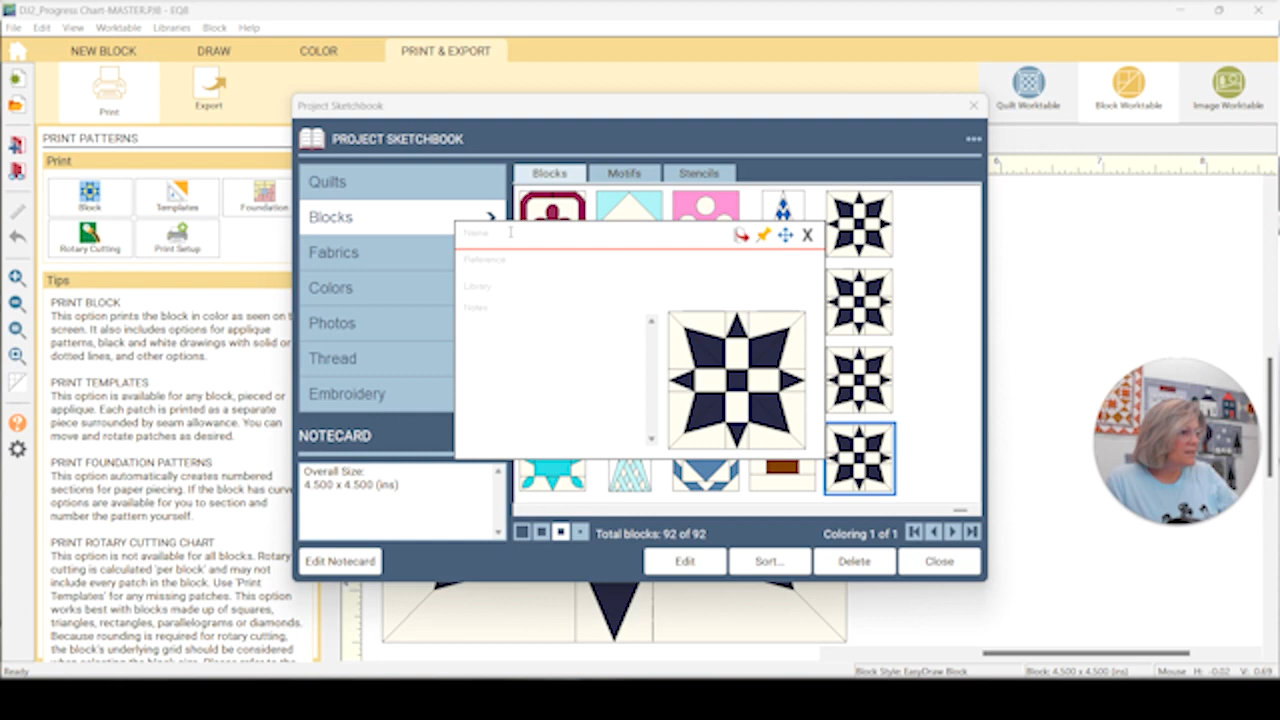 DJ2_Progress Chart-MASTER.PJ8 - EQ8
File Edit View Worktable Libraries Block Help
NEW BLOCK DRAW COLOR PRINT & EXPORT
Print Export Quilt Worktable Block Worktable Image Worktable
PRINT PATTERNS
Print
Block Templates Foundation
Rotary Cutting Print Setup
Tips
PRINT BLOCK
This option prints the block in color as seen on t
screen. It also includes options for applique
patterns, black and white drawings with solid or
dotted lines, and other options.
PRINT TEMPLATES
This option is available for any block, pieced or
applique. Each patch is printed as a separate
piece surrounded by seam allowance. You can
move and rotate patches as desired.
PRINT FOUNDATION PATTERNS
This option automatically creates numbered
sections for paper piecing. If the block has curve
options are available for you to section and
number the pattern yourself.
PRINT ROTARY CUTTING CHART
This option is not available for all blocks. Rotary
cutting is calculated 'per block' and may not
include every patch in the block. Use 'Print
Templates' for any missing patches. This option
works best with blocks made up of squares,
triangles, rectangles, parallelograms or diamonds.
Because rounding is required for rotary cutting,
the block's underlying grid should be considered
Project Sketchbook
PROJECT SKETCHBOOK
Quilts
Blocks
Fabrics
Colors
Photos
Thread
Embroidery
NOTECARD
Overall Size:
4.500 x 4.500 (ins)
Edit Notecard
Blocks Motifs Stencils
Name
Reference
Library
Notes
X
Total blocks: 92 of 92 Coloring 1 of 1
Edit Sort... Delete Close
6 7 8
Ready Block Style: EasyDraw Block Block: 4.500 x 4.500 (ins) Mouse H: -0.02 V: 0.69